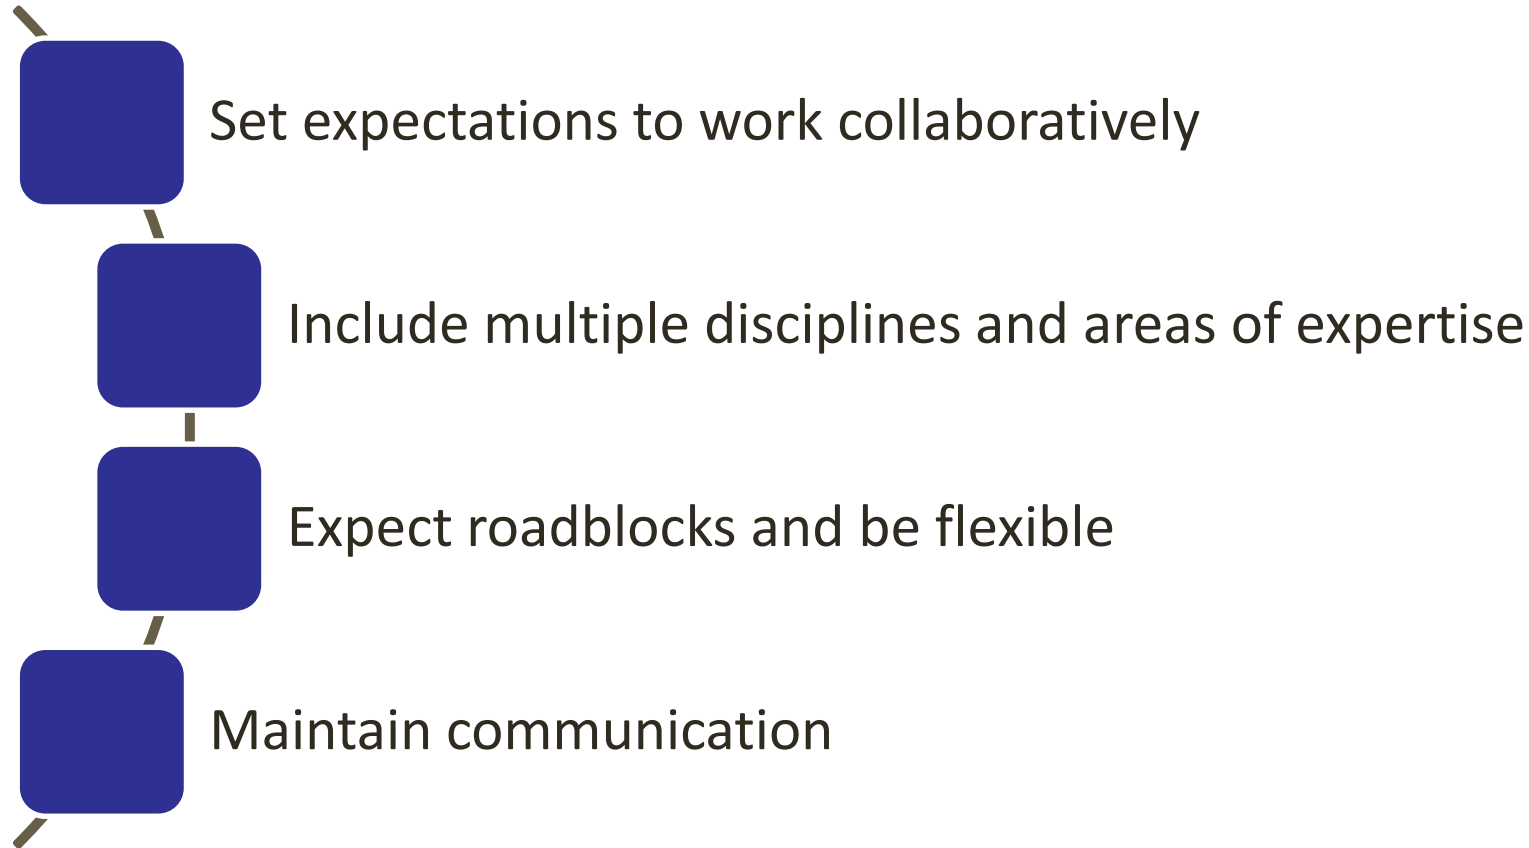 Set expectations to work collaboratively
Include multiple disciplines and areas of expertise
Expect roadblocks and be flexible
Maintain communication